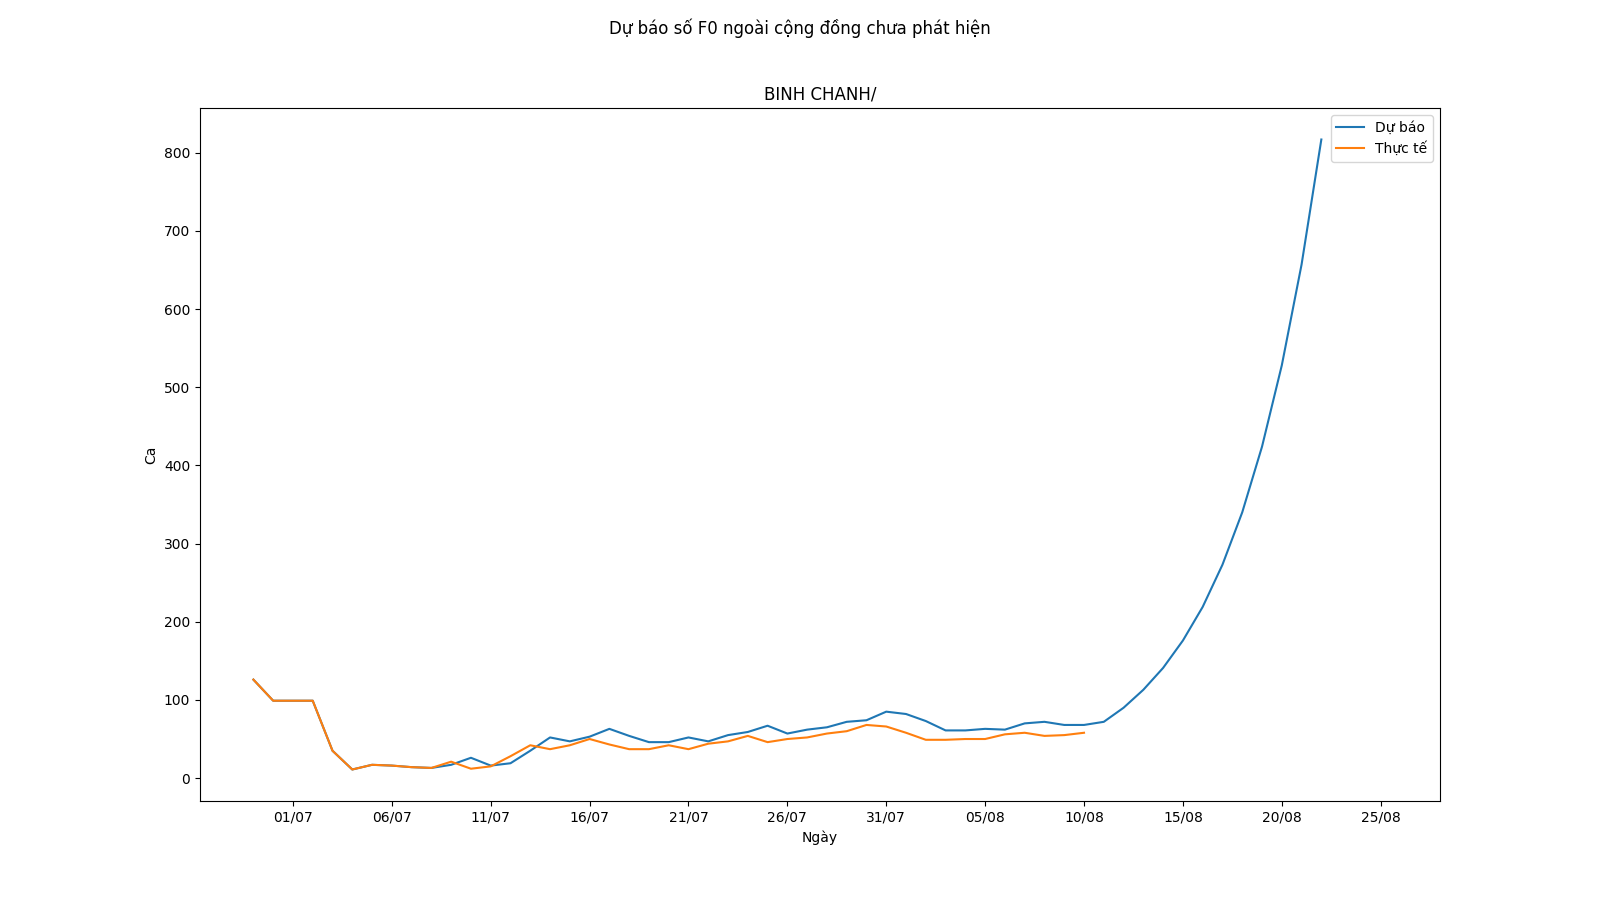 Dự báo số F0 ngoài cộng đồng chưa phát hiện
BINH CHANH/
Dự báo
Thực tế
800
700
600
500
400
300
200
100
0
Ca
01/07 06/07 11/07 16/07 21/07 26/07 31/07 05/08 10/08 15/08 20/08 25/08
Ngày